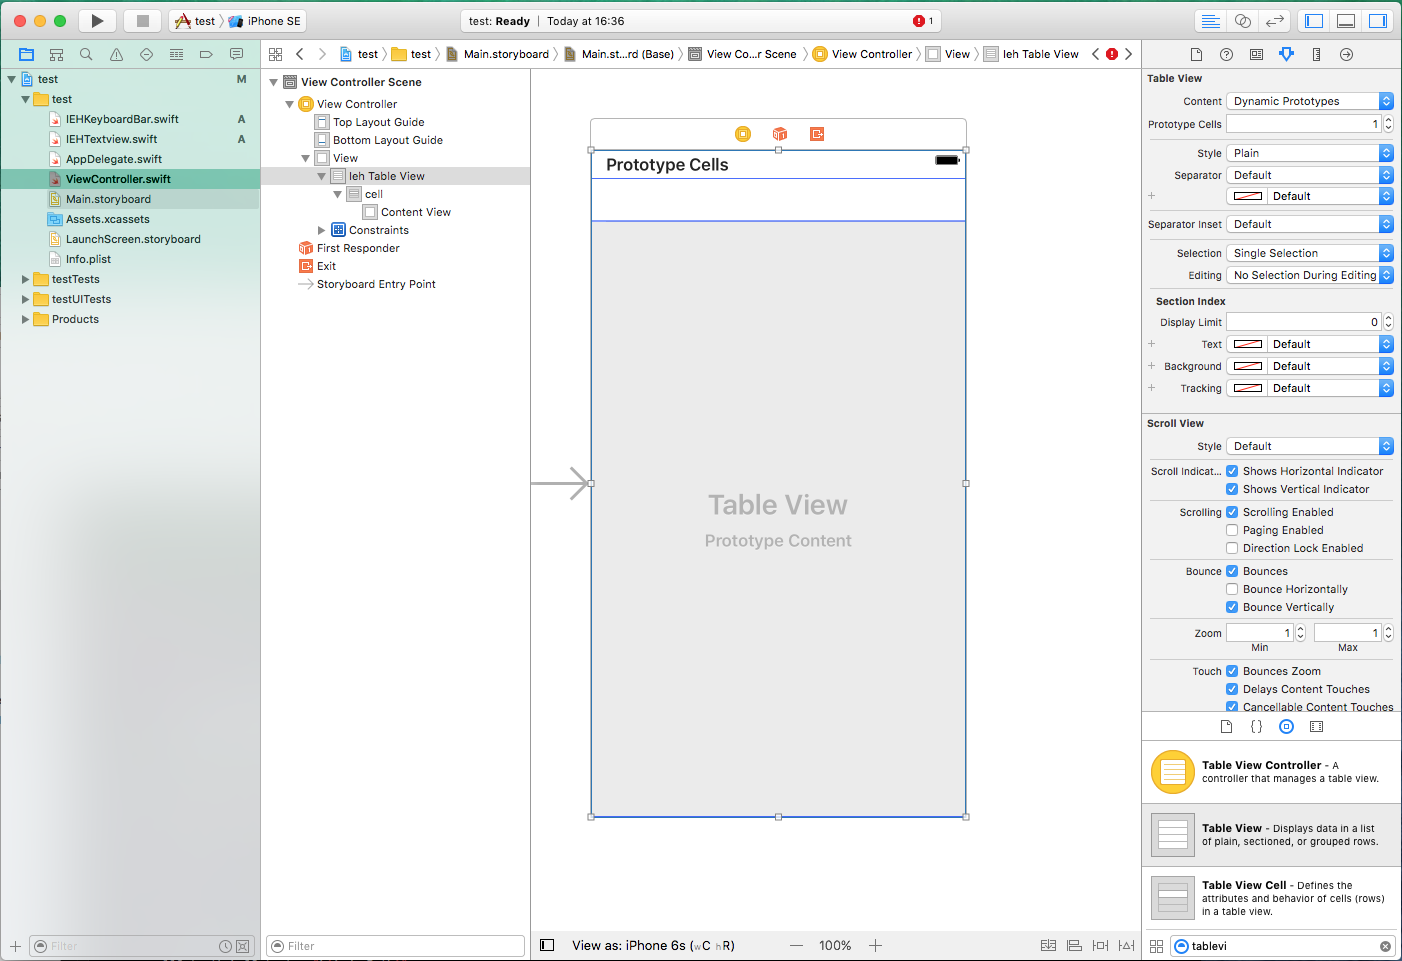 test
iPhone SE
test: Ready | Today at 16:36
1
test
test
Main.storyboard
Main.st...rd (Base)
View Co...r Scene
View Controller
View
Ieh Table View
test M
test
IEHKeyboardBar.swift A
IEHTextview.swift A
AppDelegate.swift
ViewController.swift
Main.storyboard
Assets.xcassets
LaunchScreen.storyboard
Info.plist
testTests
testUITests
Products
Filter
View Controller Scene
View Controller
Top Layout Guide
Bottom Layout Guide
View
Ieh Table View
cell
Content View
Constraints
First Responder
Exit
Storyboard Entry Point
Filter
Prototype Cells
Table View
Prototype Content
View as: iPhone 6s (wC hR)
100%
Table View
Content Dynamic Prototypes
Prototype Cells 1
Style Plain
Separator Default
Default
Separator Inset Default
Selection Single Selection
Editing No Selection During Editing
Section Index
Display Limit 0
Text Default
Background Default
Tracking Default
Scroll View
Style Default
Scroll Indicat... Shows Horizontal Indicator
Shows Vertical Indicator
Scrolling Scrolling Enabled
Paging Enabled
Direction Lock Enabled
Bounce Bounces
Bounce Horizontally
Bounce Vertically
Zoom 1 1
Min Max
Touch Bounces Zoom
Delays Content Touches
Cancellable Content Touches
Table View Controller - A
controller that manages a table view.
Table View - Displays data in a list
of plain, sectioned, or grouped rows.
Table View Cell - Defines the
attributes and behavior of cells (rows)
in a table view.
tablevi